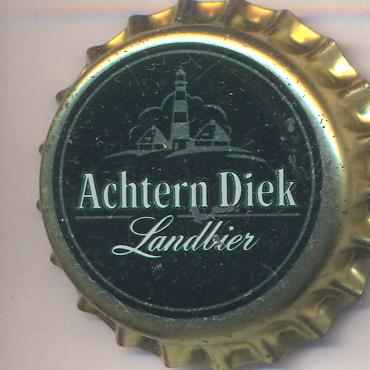 Achtern Diek
Landbier